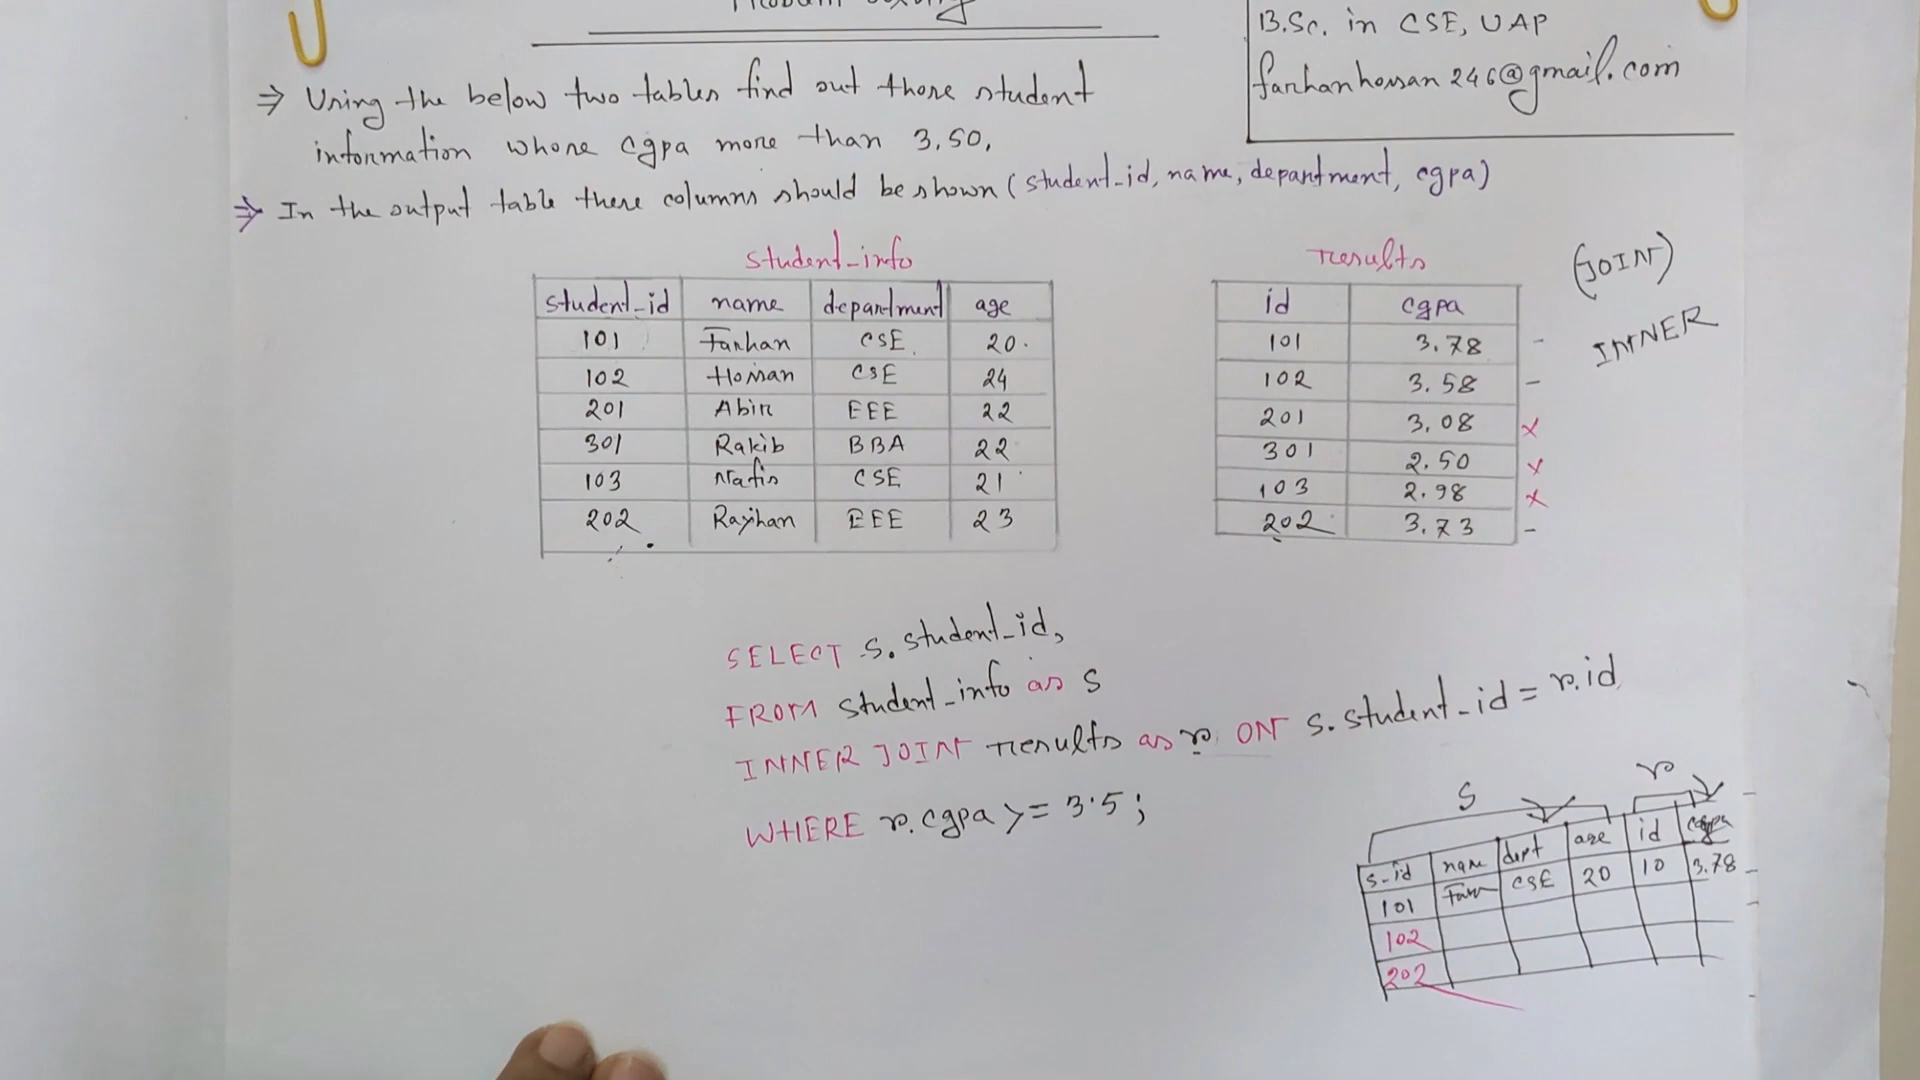 B.Sc. in CSE, UAP
farhanhossan246@gmail.com
⇒ Using the below two tables find out those student
information whose cgpa more than 3.50.
⇒ In the output table these columns should be shown (student_id, name, department, cgpa)
student_info
student_id name department age
101 Farhan CSE 20
102 Hossan CSE 24
201 Abir EEE 22
301 Rakib BBA 22
103 Nafis CSE 21
202 Rayhan EEE 23
results
id cgpa
101 3.78 -
102 3.58 -
201 3.08 x
301 2.50 x
103 2.98 x
202 3.73 -
(JOIN)
INNER
SELECT s.student_id,
FROM student_info as s
INNER JOIN results as r ON s.student_id = r.id
WHERE r.cgpa >= 3.5;
s r
s-id name dept age id cgpa
101 Far CSE 20 10 3.78
102
202